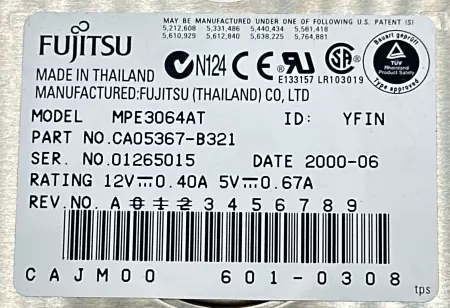 MAY BE MANUFACTURED UNDER ONE OF FOLLOWING U.S. PATENT (S)
5,212,608 5,331,486 5,440,434 5,581,418
5,610,929 5,612,840 5,638,225 5,764,881
FUJITSU
N124 CE
E133157 LR103019
Bauart geprüft
TÜV
Rheinland
Product Safety
MADE IN THAILAND
MANUFACTURED:FUJITSU (THAILAND) CO, LTD
MODEL MPE3064AT ID: YFIN
PART NO.CA05367-B321
SER. NO.01265015 DATE 2000-06
RATING 12V⎓0.40A 5V⎓0.67A
REV.NO. A 0 1 2 3 4 5 6 7 8 9
CAJM00 601-0308
tps